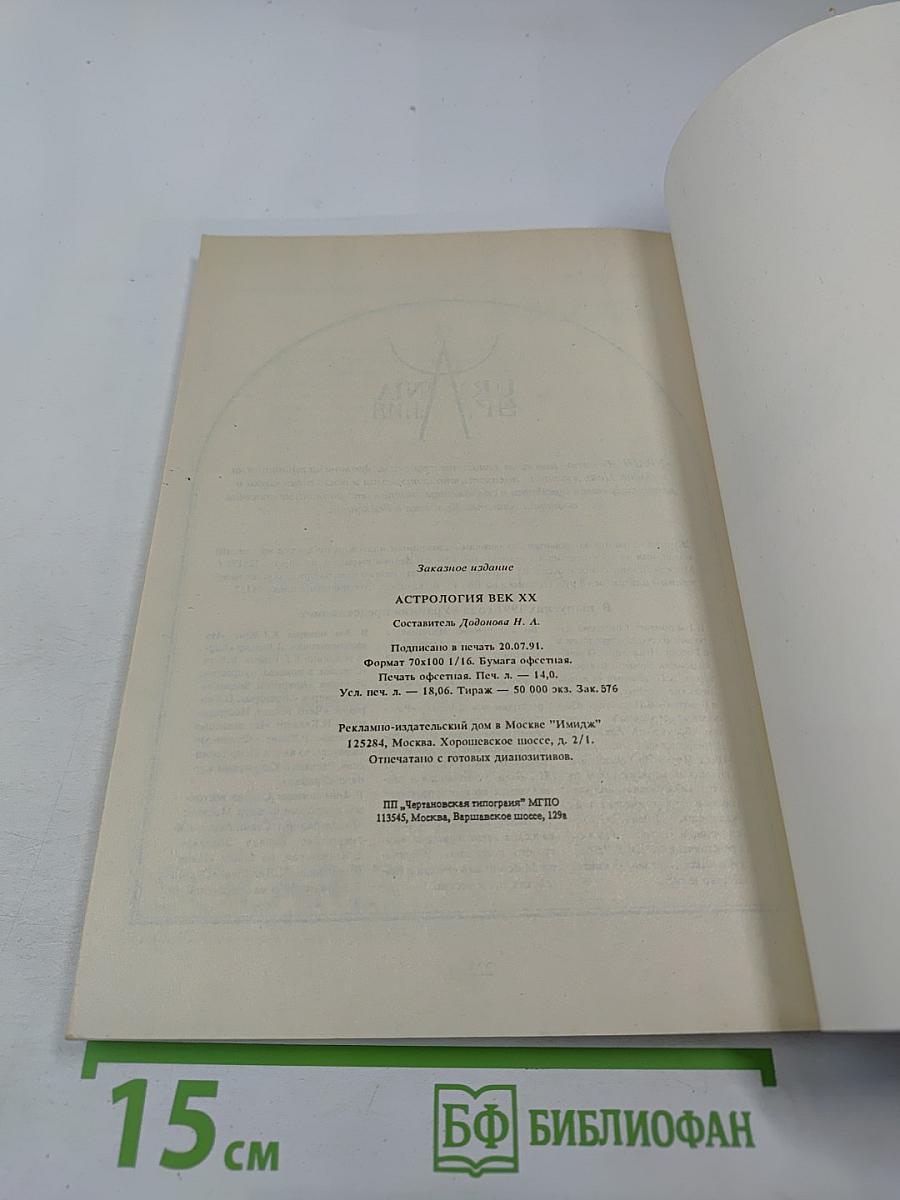 Заказное издание
АСТРОЛОГИЯ ВЕК XX
Составитель Додонова Н. А.
Подписано в печать 20.07.91.
Формат 70х100 1/16. Бумага офсетная.
Печать офсетная. Печ. л. — 14,0.
Усл. печ. л. — 18,06. Тираж — 50 000 экз. Зак. 576
Рекламно-издательский дом в Москве "Имидж"
125284, Москва. Хорошевское шоссе, д. 2/1.
Отпечатано с готовых диапозитивов.
ПП „Чертановская типограия" МГПО
113545, Москва, Варшавское шоссе, 129а
15 см
БФ БИБЛИОФАН